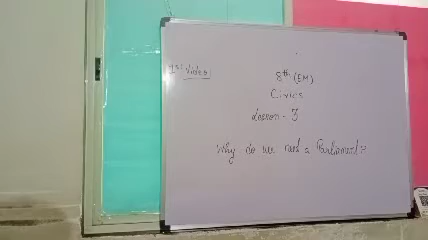 1st Video
8th (EM)
Civics
Lesson - 3
Why do we need a Parliament?